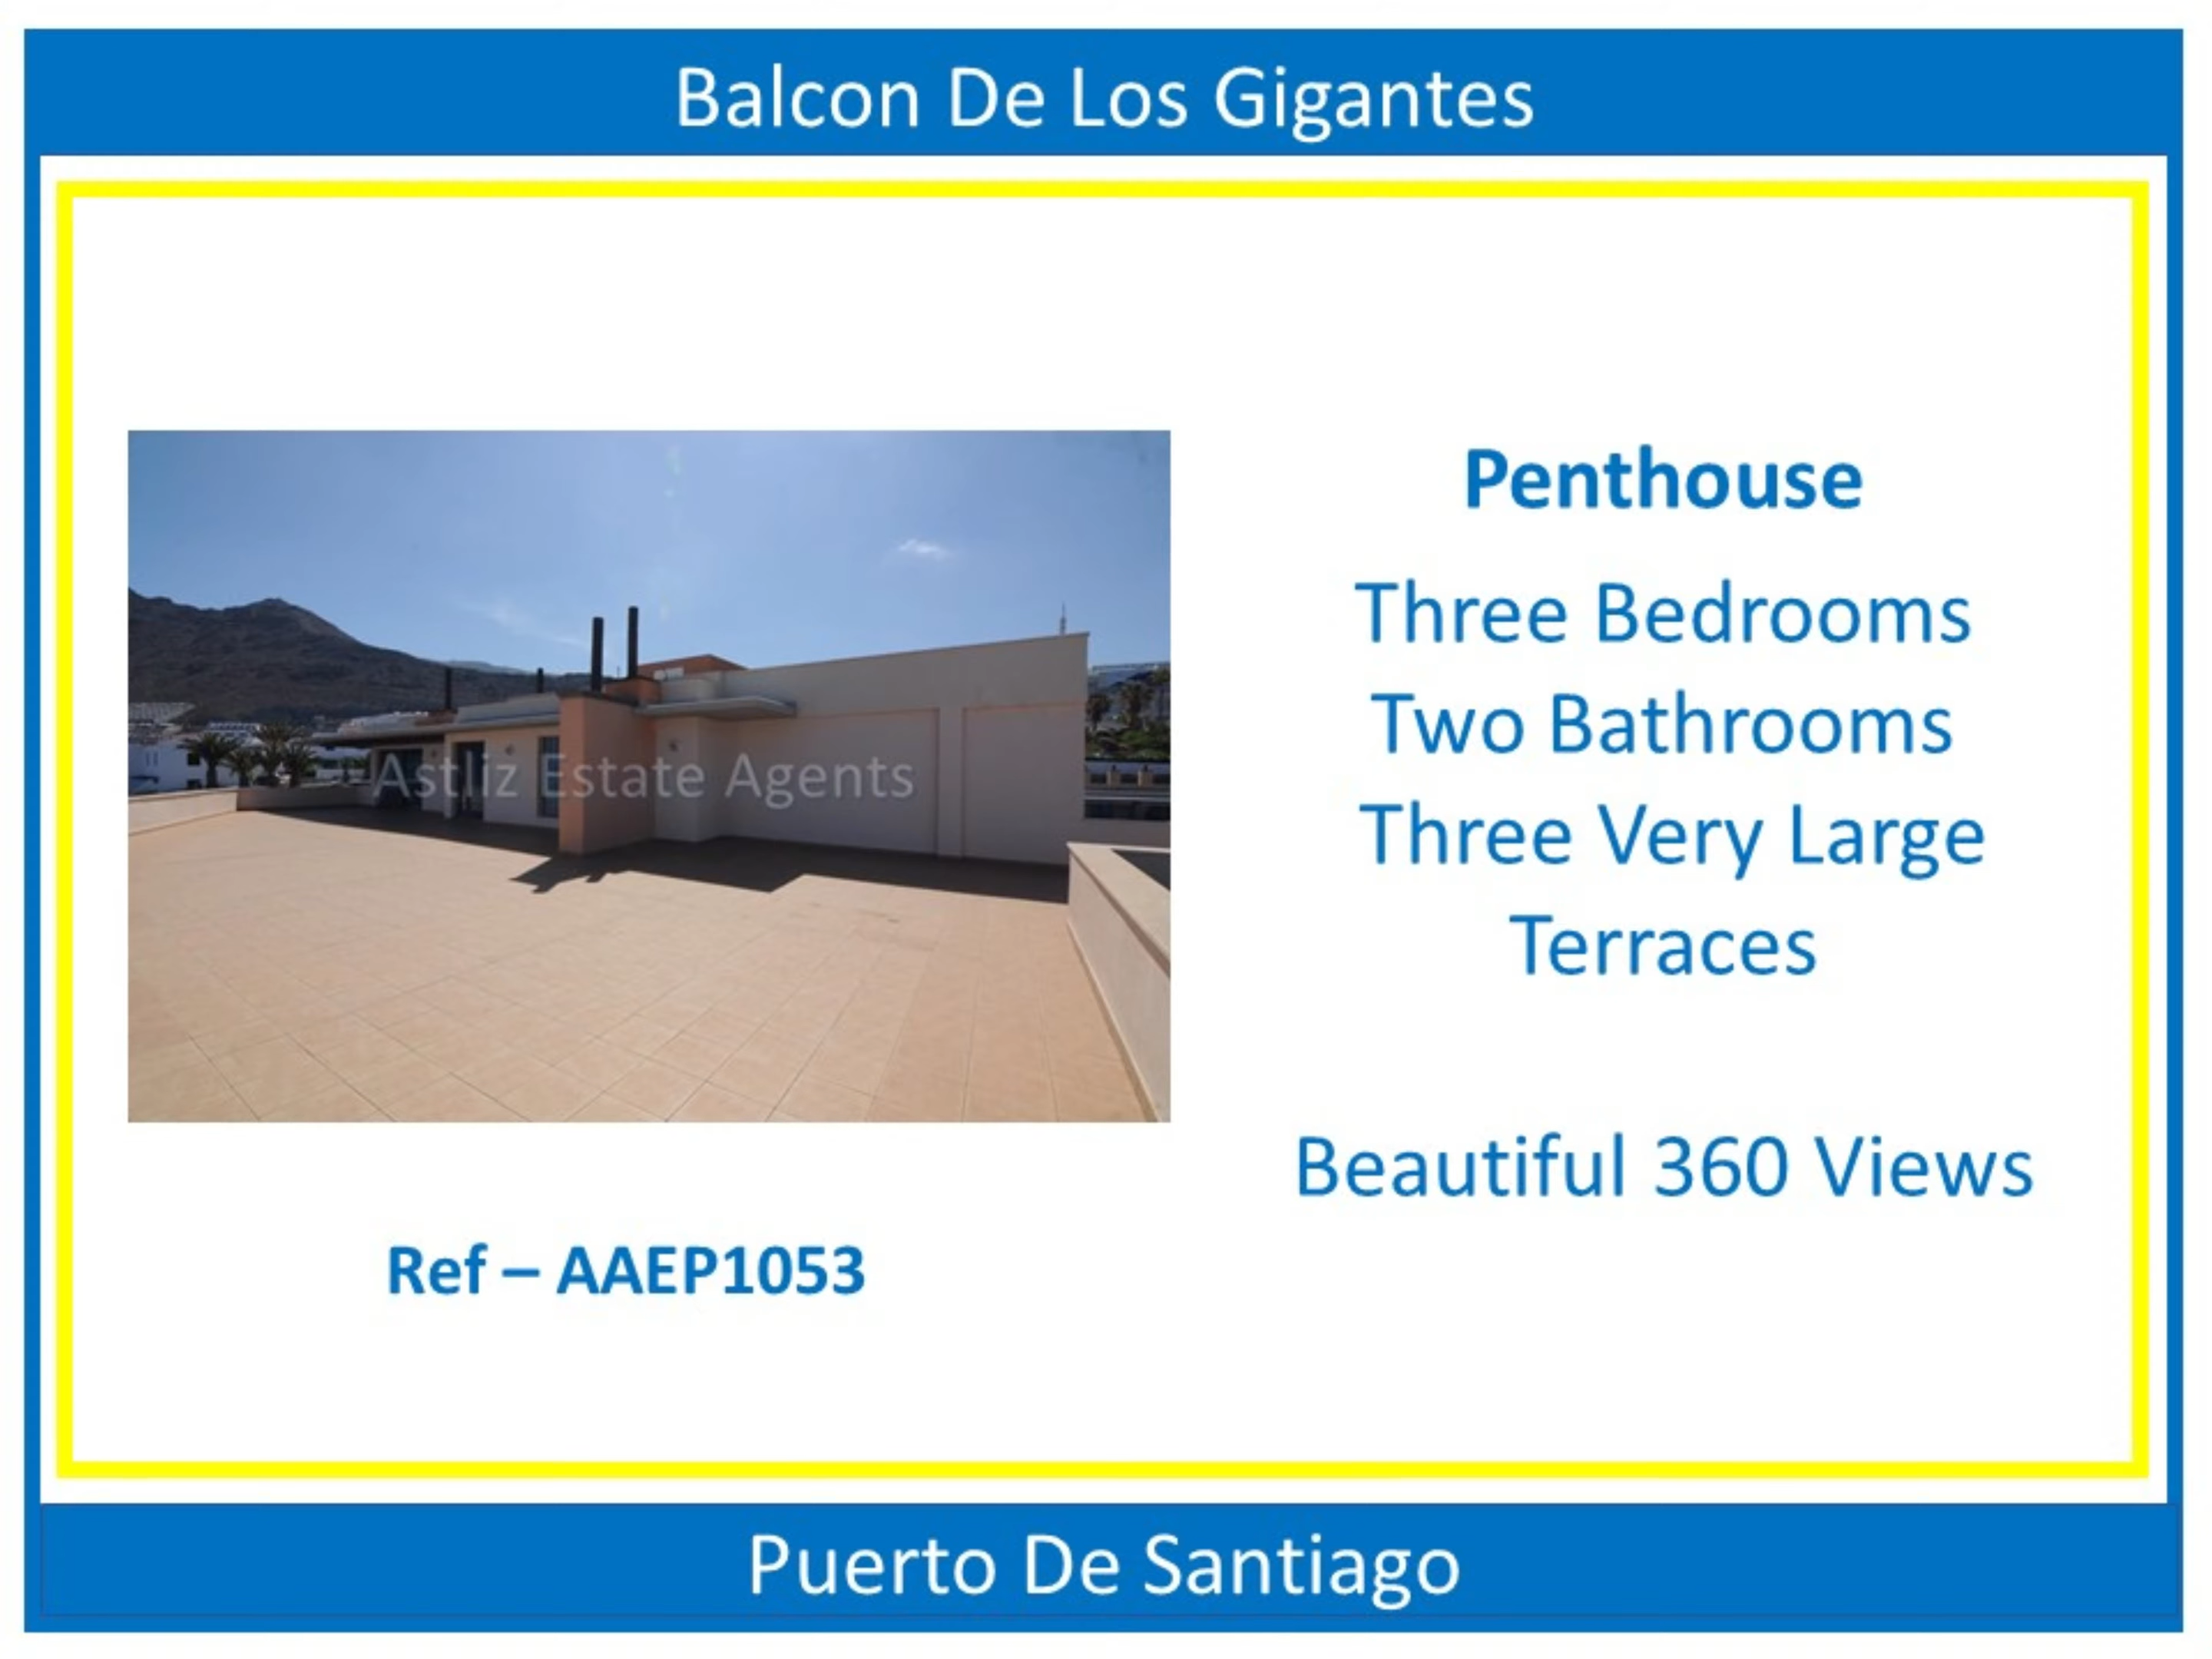 Balcon De Los Gigantes
Astliz Estate Agents
Penthouse
Three Bedrooms
Two Bathrooms
Three Very Large
Terraces
Beautiful 360 Views
Ref – AAEP1053
Puerto De Santiago